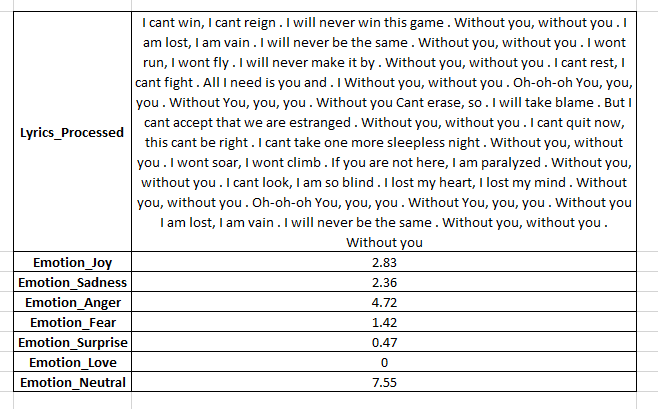 I cant win, I cant reign . I will never win this game . Without you, without you . I
am lost, I am vain . I will never be the same . Without you, without you . I wont
run, I wont fly . I will never make it by . Without you, without you . I cant rest, I
cant fight . All I need is you and . I Without you, without you . Oh-oh-oh You, you,
you . Without You, you, you . Without you Cant erase, so . I will take blame . But I
cant accept that we are estranged . Without you, without you . I cant quit now,
Lyrics_Processed
this cant be right . I cant take one more sleepless night . Without you, without
you . I wont soar, I wont climb . If you are not here, I am paralyzed . Without you,
without you . I cant look, I am so blind . I lost my heart, I lost my mind . Without
you, without you . Oh-oh-oh You, you, you . Without You, you, you . Without you
I am lost, I am vain . I will never be the same . Without you, without you .
Without you
Emotion_Joy 2.83
Emotion_Sadness 2.36
Emotion_Anger 4.72
Emotion_Fear 1.42
Emotion_Surprise 0.47
Emotion_Love 0
Emotion_Neutral 7.55